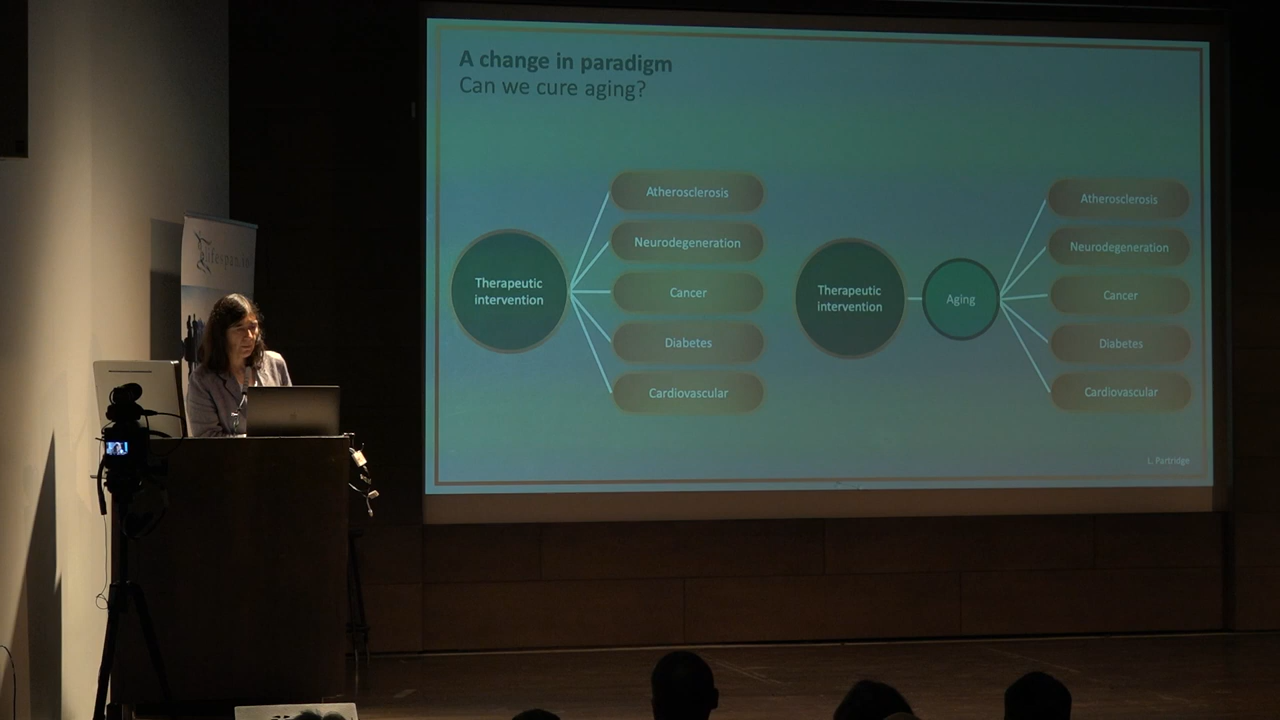 A change in paradigm
Can we cure aging?
Therapeutic
intervention
Atherosclerosis
Neurodegeneration
Cancer
Diabetes
Cardiovascular
Therapeutic
intervention
Aging
Atherosclerosis
Neurodegeneration
Cancer
Diabetes
Cardiovascular
L. Partridge